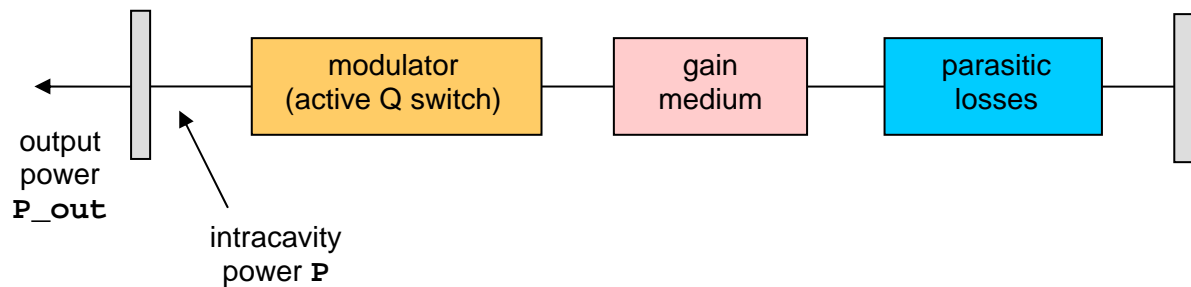 modulator
(active Q switch)
gain
medium
parasitic
losses
output
power
P_out
intracavity
power P